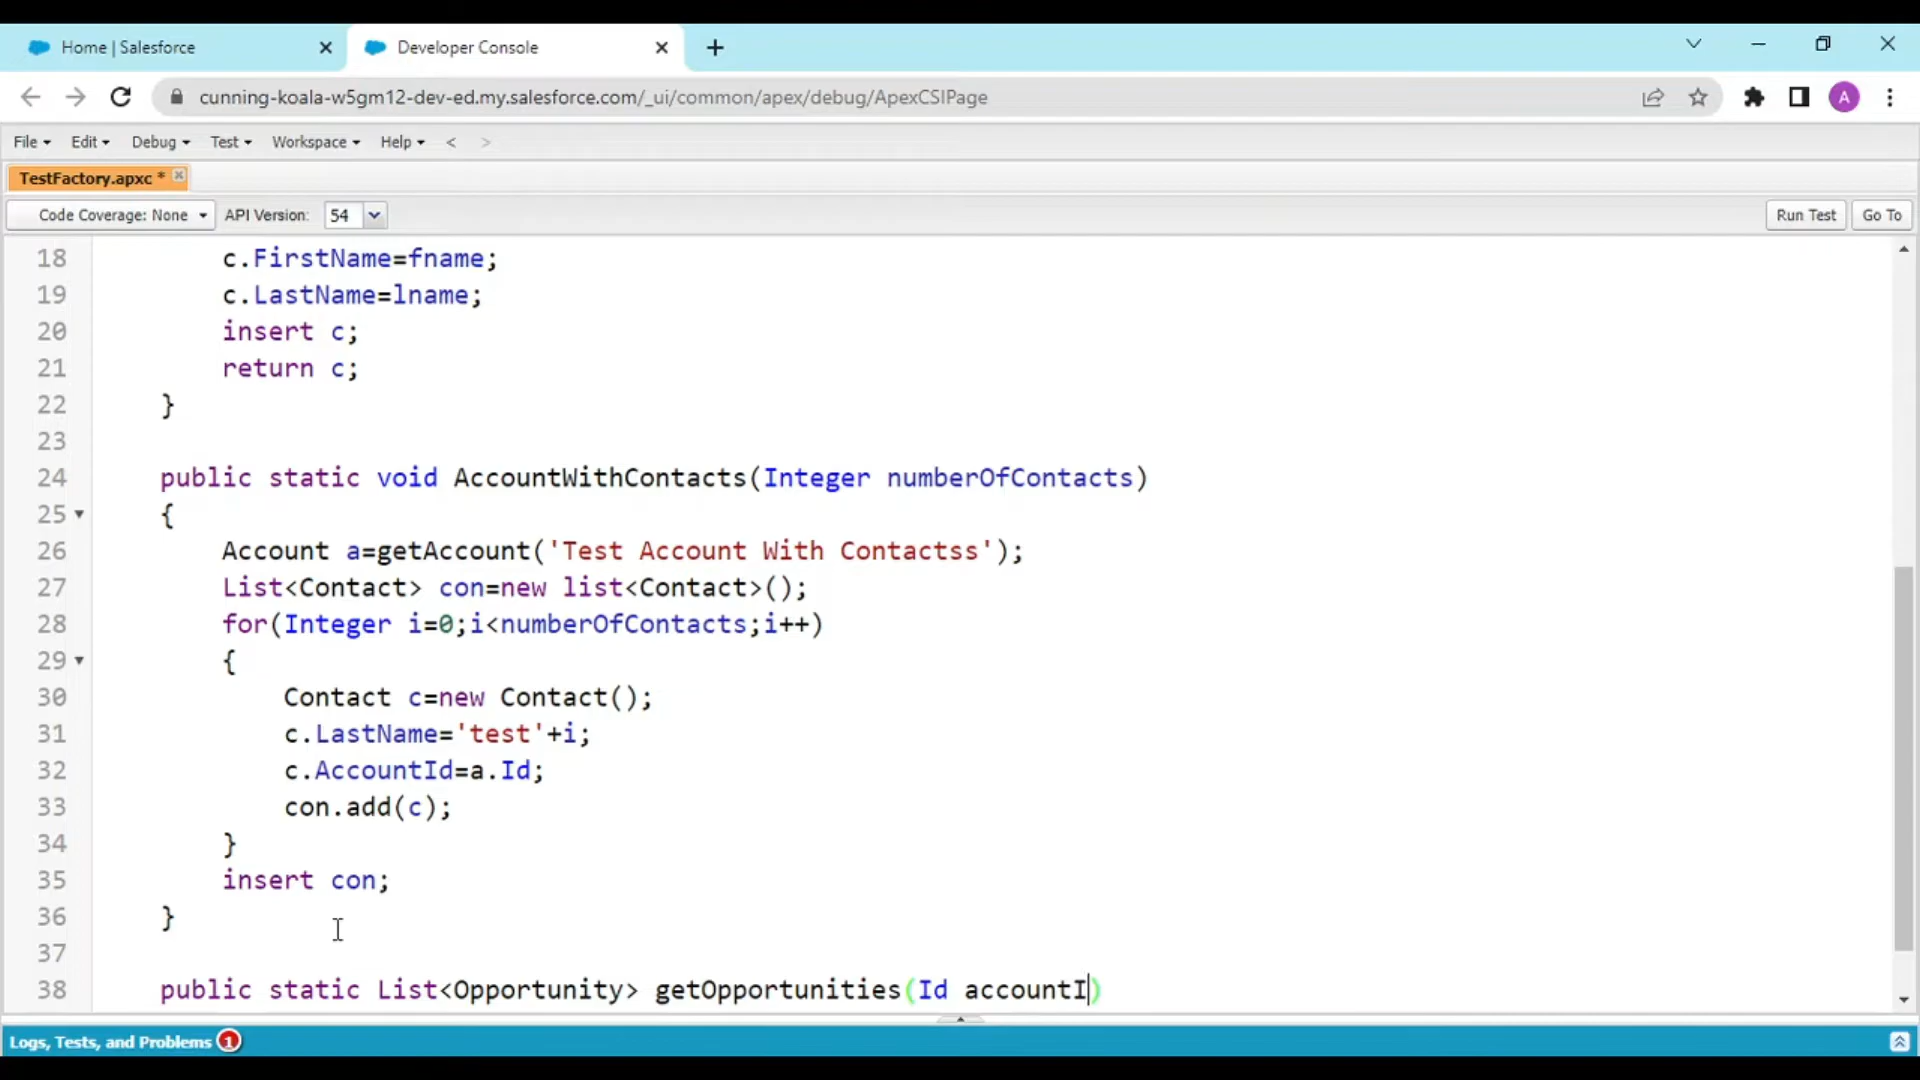 Home | Salesforce
Developer Console
cunning-koala-w5gm12-dev-ed.my.salesforce.com/_ui/common/apex/debug/ApexCSIPage
A
File Edit Debug Test Workspace Help < >
TestFactory.apxc *
Code Coverage: None API Version: 54 Run Test Go To
18 c.FirstName=fname;
19 c.LastName=lname;
20 insert c;
21 return c;
22 }
23
24 public static void AccountWithContacts(Integer numberOfContacts)
25 {
26 Account a=getAccount('Test Account With Contactss');
27 List<Contact> con=new list<Contact>();
28 for(Integer i=0;i<numberOfContacts;i++)
29 {
30 Contact c=new Contact();
31 c.LastName='test'+i;
32 c.AccountId=a.Id;
33 con.add(c);
34 }
35 insert con;
36 }
37
38 public static List<Opportunity> getOpportunities(Id accountI)
Logs, Tests, and Problems 1